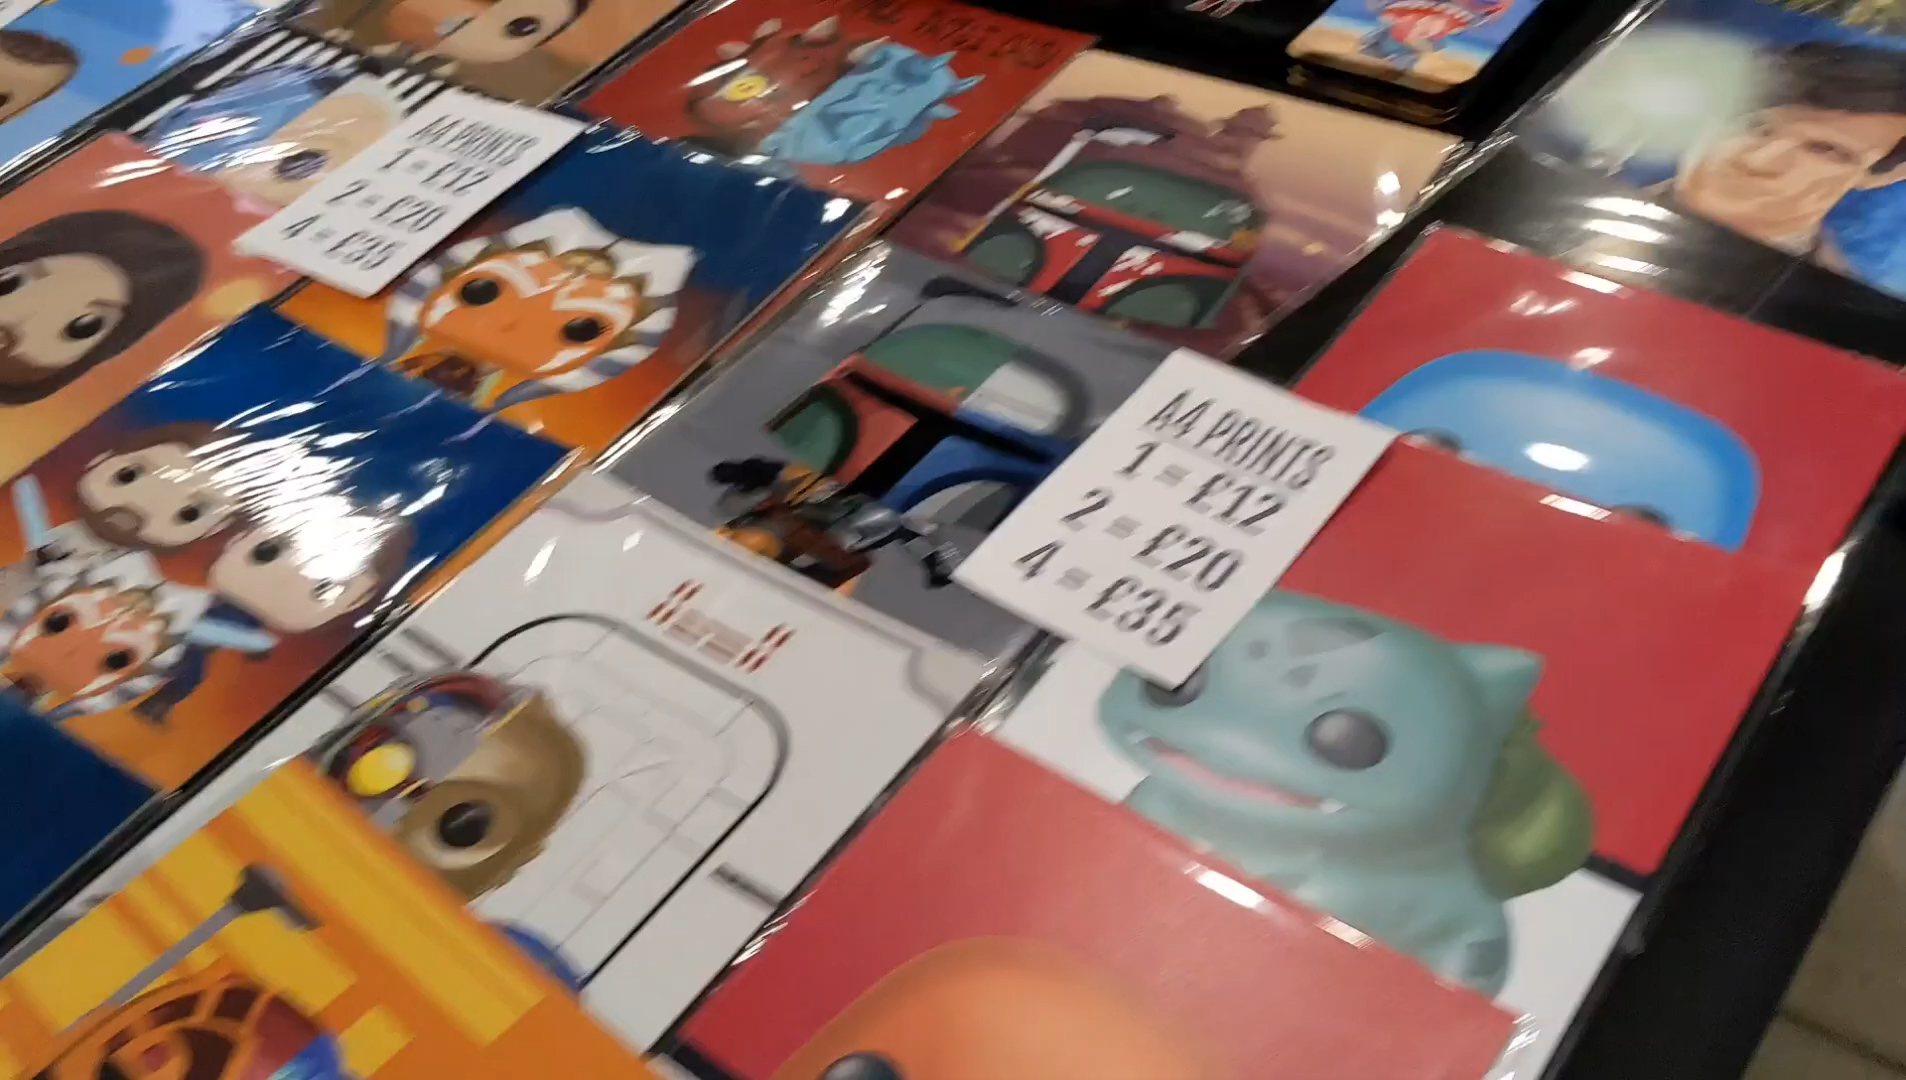 A4 PRINTS
1 = £12
2 = £20
4 = £35
A4 PRINTS
1 = £12
2 = £20
4 = £35